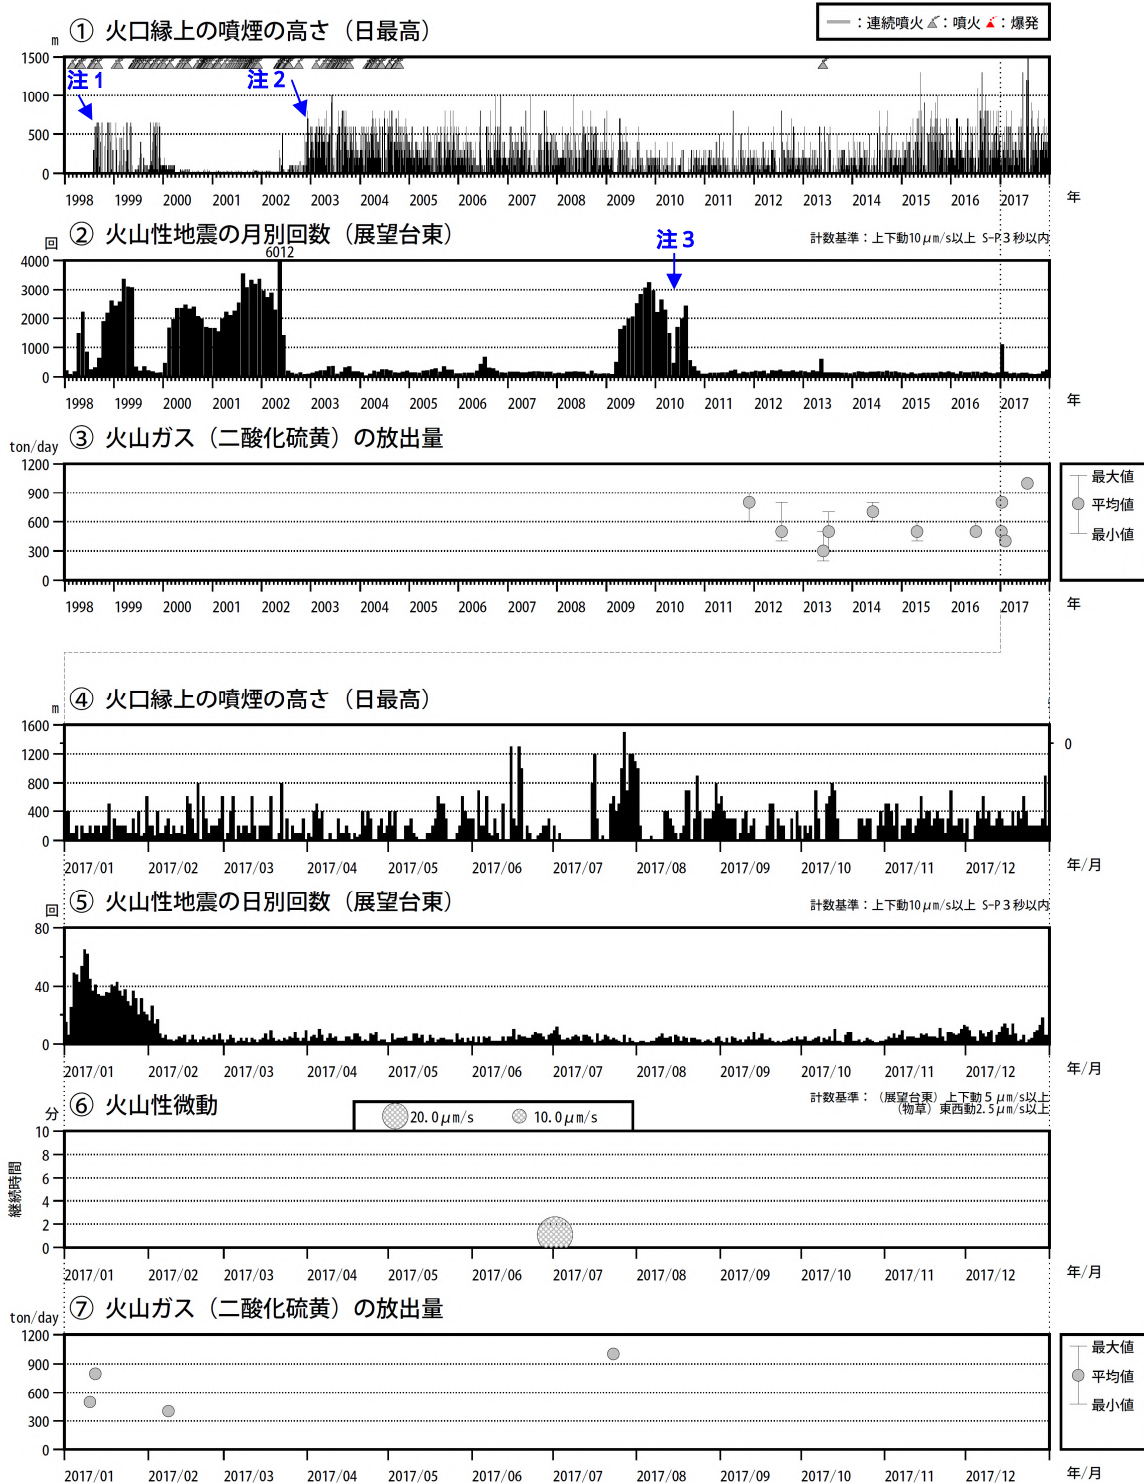 ① 火口縁上の噴煙の高さ（日最高）
━━ ：連続噴火 ：噴火 ：爆発
m
1500
1000
500
0
注1
注2
1998 1999 2000 2001 2002 2003 2004 2005 2006 2007 2008 2009 2010 2011 2012 2013 2014 2015 2016 2017 年
② 火山性地震の月別回数（展望台東）
回
計数基準：上下動10μm/s以上 S-P3秒以内
6012
注3
4000
3000
2000
1000
0
1998 1999 2000 2001 2002 2003 2004 2005 2006 2007 2008 2009 2010 2011 2012 2013 2014 2015 2016 2017 年
③ 火山ガス（二酸化硫黄）の放出量
ton/day
1200
900
600
300
0
最大値
平均値
最小値
1998 1999 2000 2001 2002 2003 2004 2005 2006 2007 2008 2009 2010 2011 2012 2013 2014 2015 2016 2017 年
④ 火口縁上の噴煙の高さ（日最高）
m
1600
1200
800
400
0
0
2017/01 2017/02 2017/03 2017/04 2017/05 2017/06 2017/07 2017/08 2017/09 2017/10 2017/11 2017/12 年/月
⑤ 火山性地震の日別回数（展望台東）
回
計数基準：上下動10μm/s以上 S-P3秒以内
80
40
0
2017/01 2017/02 2017/03 2017/04 2017/05 2017/06 2017/07 2017/08 2017/09 2017/10 2017/11 2017/12 年/月
⑥ 火山性微動
分
20.0μm/s 10.0μm/s
計数基準：（展望台東）上下動5μm/s以上
（物草）東西動2.5μm/s以上
継続時間
10
8
6
4
2
0
2017/01 2017/02 2017/03 2017/04 2017/05 2017/06 2017/07 2017/08 2017/09 2017/10 2017/11 2017/12 年/月
⑦ 火山ガス（二酸化硫黄）の放出量
ton/day
1200
900
600
300
0
最大値
平均値
最小値
2017/01 2017/02 2017/03 2017/04 2017/05 2017/06 2017/07 2017/08 2017/09 2017/10 2017/11 2017/12 年/月